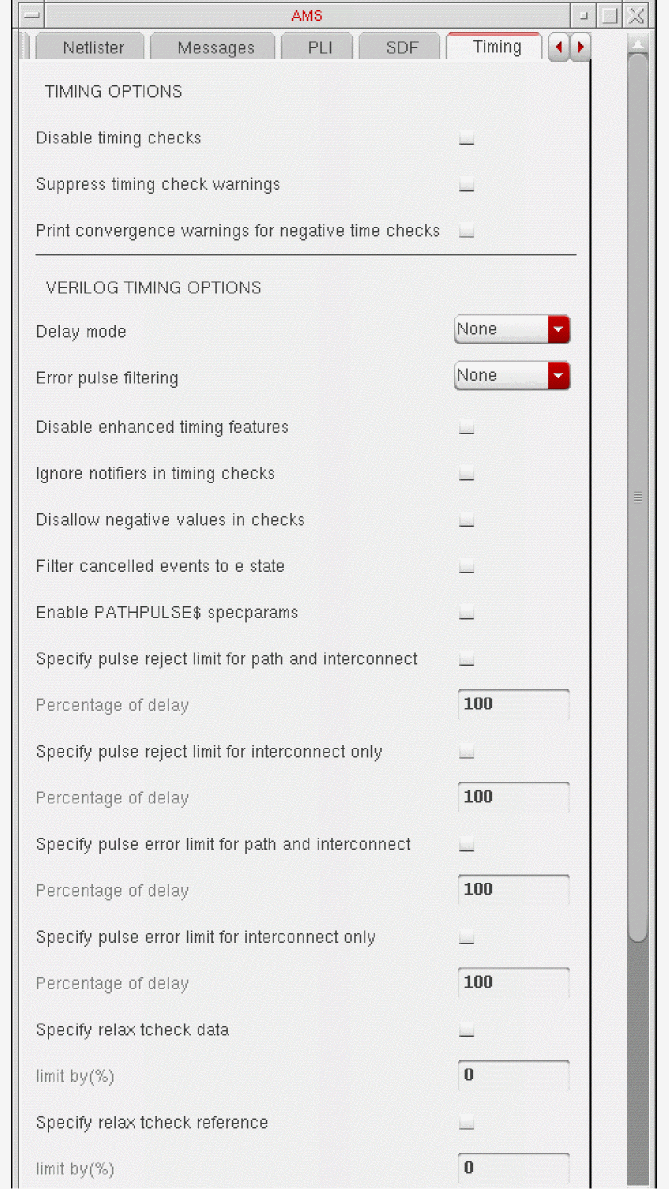 AMS
Netlister Messages PLI SDF Timing
TIMING OPTIONS
Disable timing checks
Suppress timing check warnings
Print convergence warnings for negative time checks
VERILOG TIMING OPTIONS
Delay mode None
Error pulse filtering None
Disable enhanced timing features
Ignore notifiers in timing checks
Disallow negative values in checks
Filter cancelled events to e state
Enable PATHPULSE$ specparams
Specify pulse reject limit for path and interconnect
Percentage of delay 100
Specify pulse reject limit for interconnect only
Percentage of delay 100
Specify pulse error limit for path and interconnect
Percentage of delay 100
Specify pulse error limit for interconnect only
Percentage of delay 100
Specify relax tcheck data
limit by(%) 0
Specify relax tcheck reference
limit by(%) 0